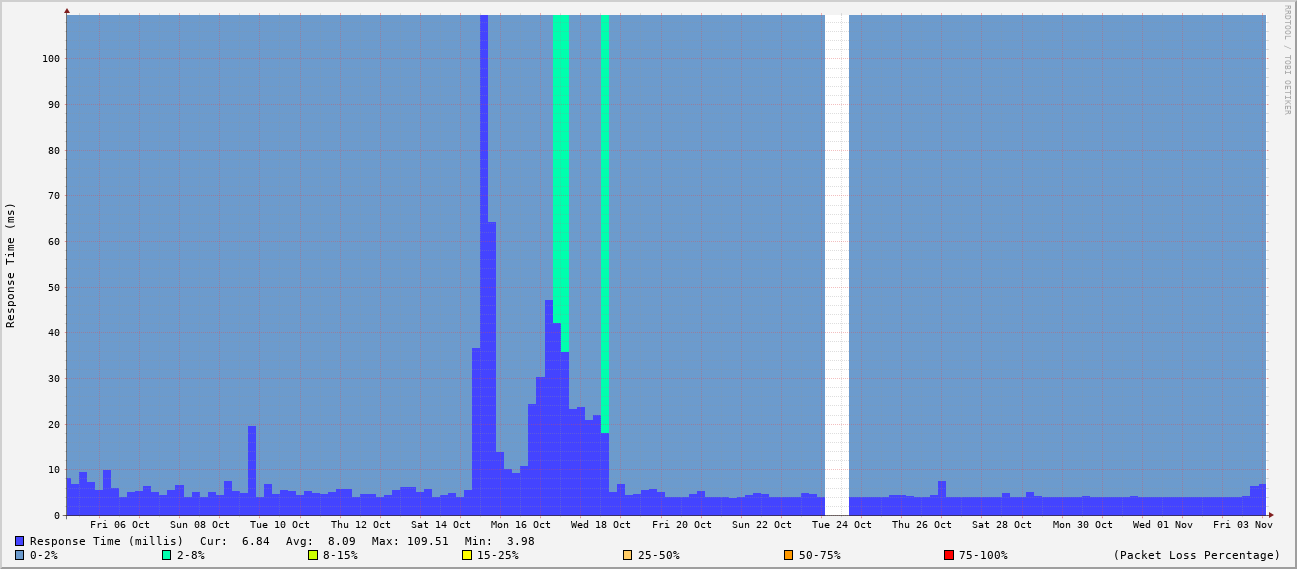 RRDTOOL / TOBI OETIKER
Response Time (ms)
100
90
80
70
60
50
40
30
20
10
0
Fri 06 Oct Sun 08 Oct Tue 10 Oct Thu 12 Oct Sat 14 Oct Mon 16 Oct Wed 18 Oct Fri 20 Oct Sun 22 Oct Tue 24 Oct Thu 26 Oct Sat 28 Oct Mon 30 Oct Wed 01 Nov Fri 03 Nov
Response Time (millis) Cur: 6.84 Avg: 8.09 Max: 109.51 Min: 3.98
0-2% 2-8% 8-15% 15-25% 25-50% 50-75% 75-100% (Packet Loss Percentage)